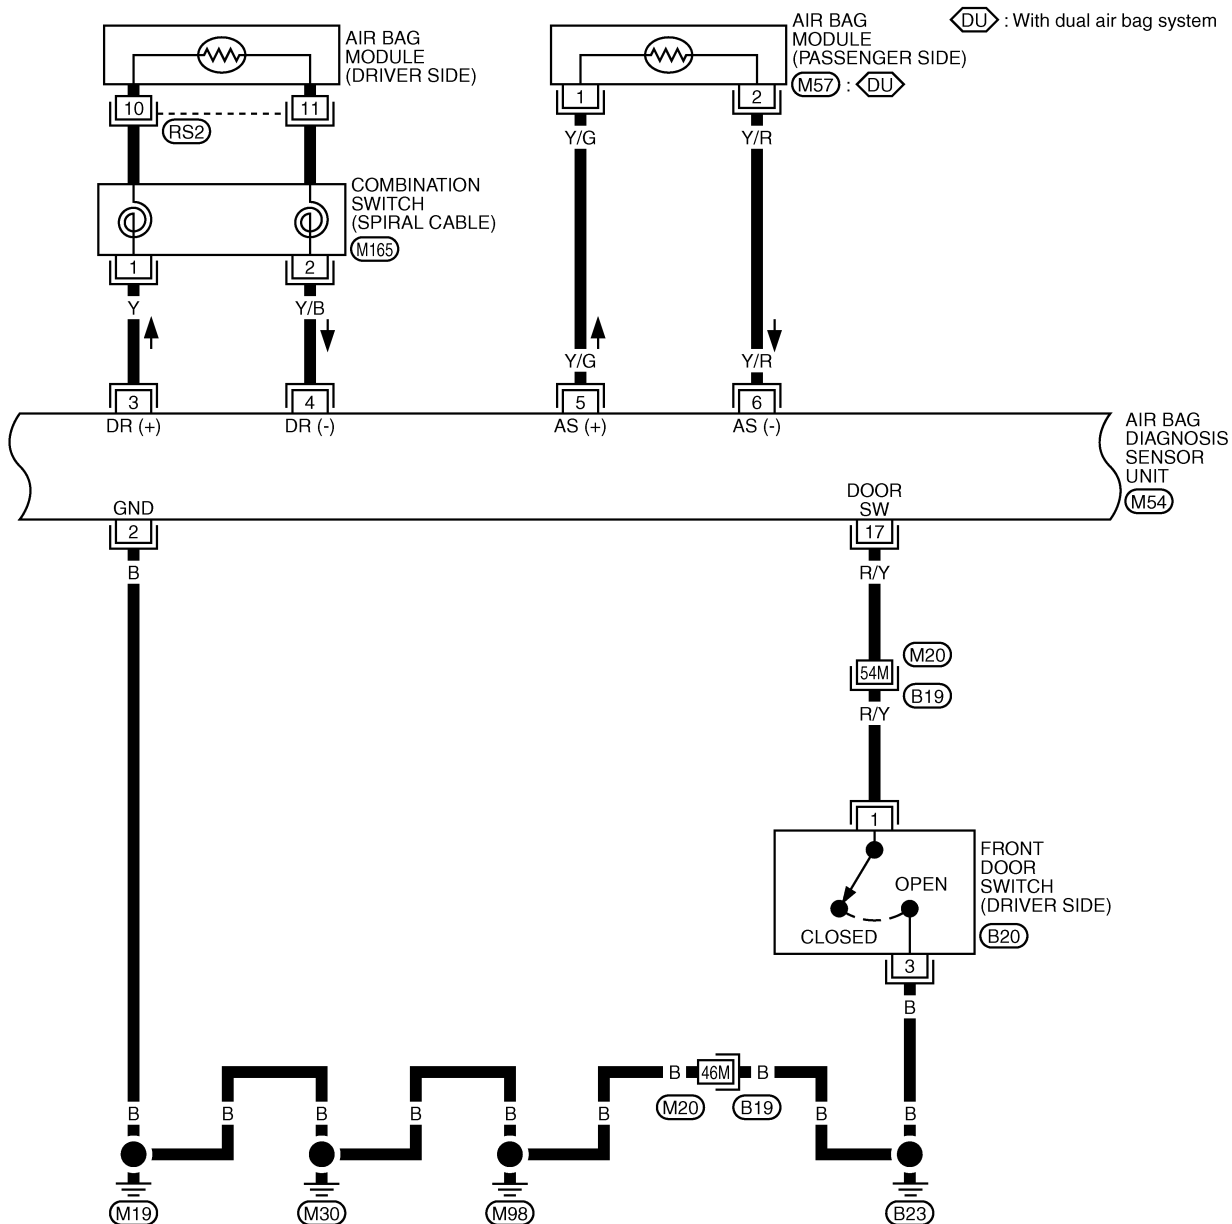 AIR BAG
MODULE
(DRIVER SIDE)
AIR BAG
MODULE
(PASSENGER SIDE)
M57 : DU
DU : With dual air bag system
10
11
RS2
1
2
Y/G
Y/R
COMBINATION
SWITCH
(SPIRAL CABLE)
M165
1
2
Y
Y/B
Y/G
Y/R
3
4
5
6
DR (+)
DR (-)
AS (+)
AS (-)
AIR BAG
DIAGNOSIS
SENSOR
UNIT
M54
GND
DOOR
SW
2
17
B
R/Y
54M
M20
B19
R/Y
1
FRONT
DOOR
SWITCH
(DRIVER SIDE)
B20
OPEN
CLOSED
3
B
B
46M
B
M20
B19
B
B
B
B
B
B
B
B
M19
M30
M98
B23